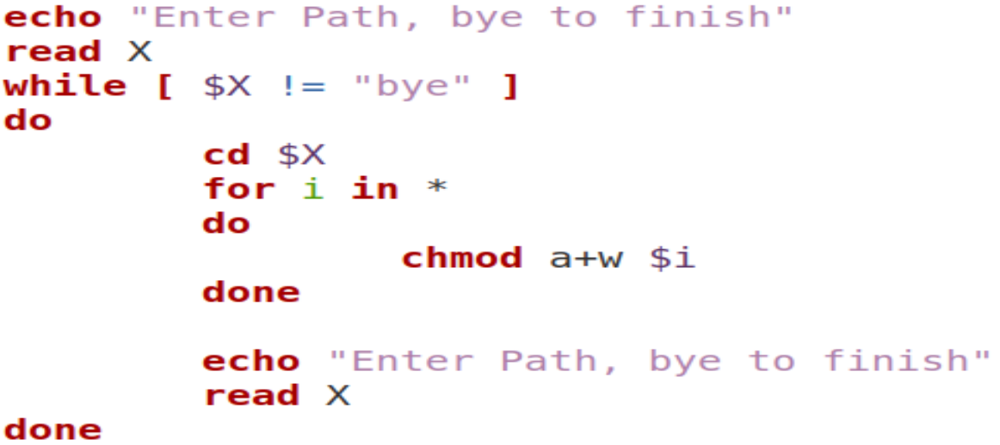 echo "Enter Path, bye to finish"
read X
while [ $X != "bye" ]
do
        cd $X
        for i in *
        do
                chmod a+w $i
        done

        echo "Enter Path, bye to finish"
        read X
done